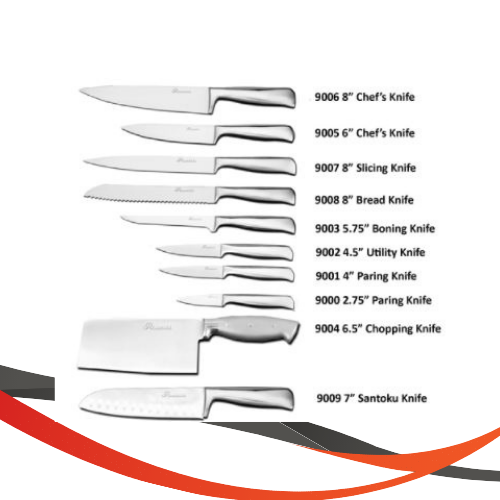 9006 8” Chef’s Knife
9005 6” Chef’s Knife
9007 8” Slicing Knife
9008 8” Bread Knife
9003 5.75” Boning Knife
9002 4.5” Utility Knife
9001 4” Paring Knife
9000 2.75” Paring Knife
9004 6.5” Chopping Knife
9009 7” Santoku Knife